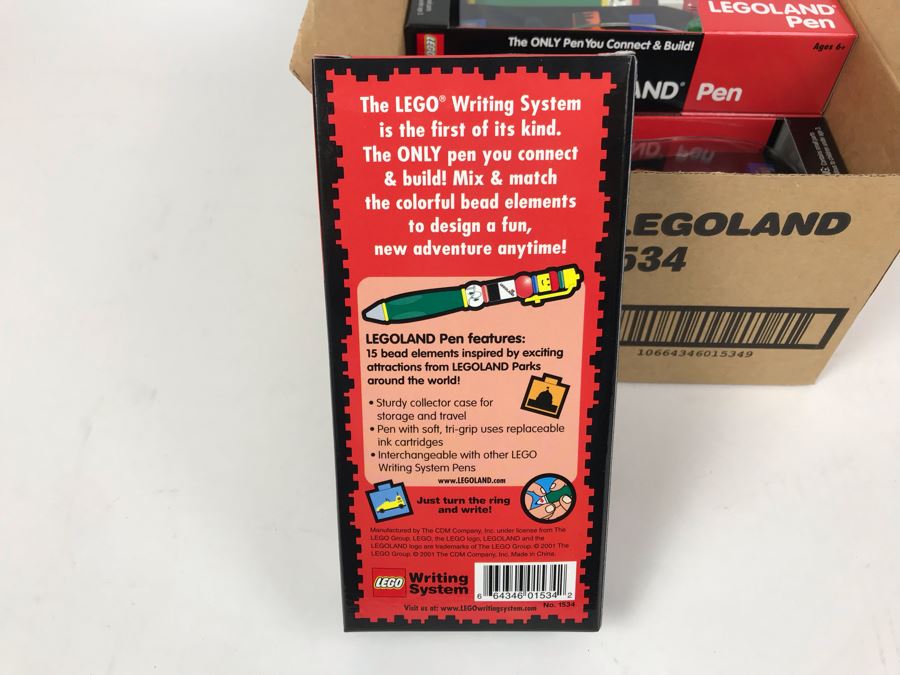 LEGOLAND®
Pen
LEGO
The ONLY Pen You Connect & Build!
Ages 6+
AND® Pen
EGOLAND
534
10664346015349
The LEGO® Writing System
is the first of its kind.
The ONLY pen you connect
& build! Mix & match
the colorful bead elements
to design a fun,
new adventure anytime!
LEGOLAND Pen features:
15 bead elements inspired by exciting
attractions from LEGOLAND Parks
around the world!
• Sturdy collector case for
storage and travel
• Pen with soft, tri-grip uses replaceable
ink cartridges
• Interchangeable with other LEGO
Writing System Pens
www.LEGOLAND.com
Just turn the ring
and write!
Manufactured by The CDM Company, Inc. under license from The
LEGO Group. LEGO, the LEGO logo, LEGOLAND and the
LEGOLAND logo are trademarks of The LEGO Group. © 2001 The
LEGO Group. © 2001 The CDM Company, Inc. Made in China.
LEGO Writing
System
6 64346 01534 2
Visit us at: www.LEGOwritingsystem.com No. 1534